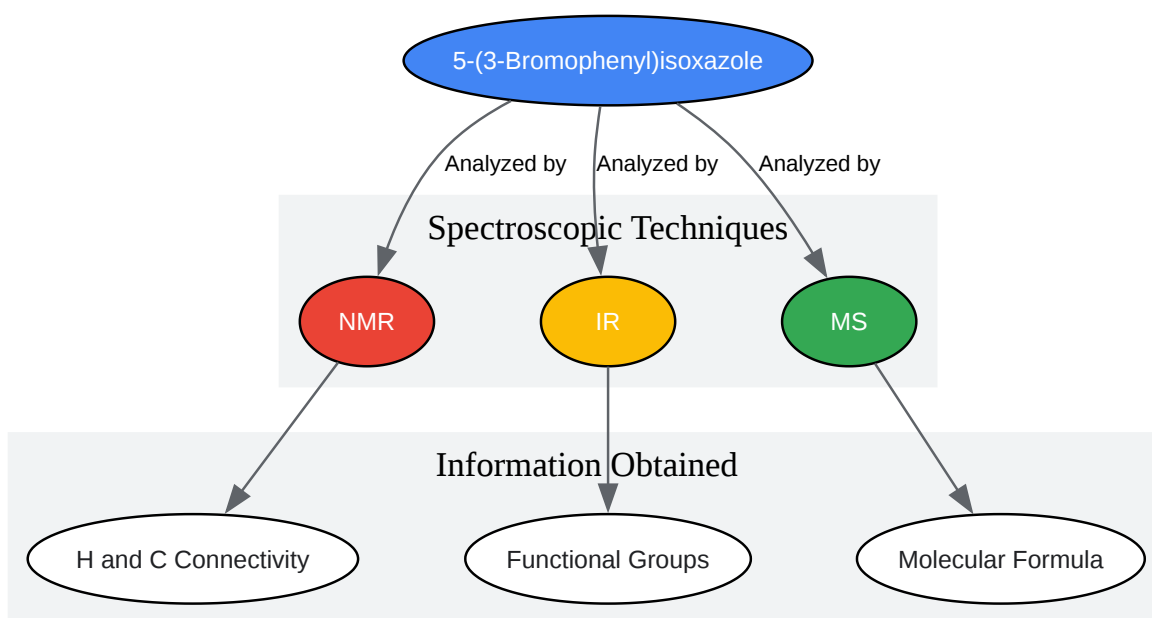 5-(3-Bromophenyl)isoxazole
Analyzed by
Analyzed by
Analyzed by
Spectroscopic Techniques
NMR
IR
MS
Information Obtained
H and C Connectivity
Functional Groups
Molecular Formula